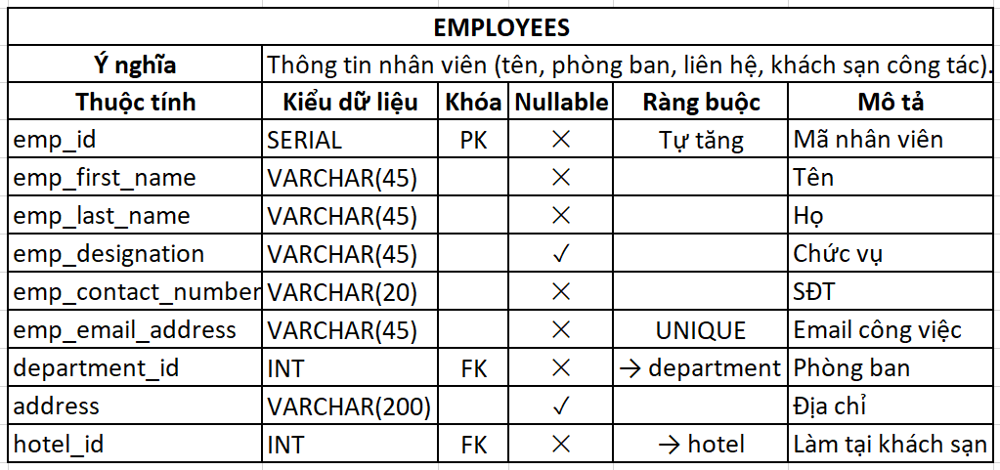 EMPLOYEES
Ý nghĩa Thông tin nhân viên (tên, phòng ban, liên hệ, khách sạn công tác).
Thuộc tính Kiểu dữ liệu Khóa Nullable Ràng buộc Mô tả
emp_id SERIAL PK × Tự tăng Mã nhân viên
emp_first_name VARCHAR(45) × Tên
emp_last_name VARCHAR(45) × Họ
emp_designation VARCHAR(45) ✓ Chức vụ
emp_contact_number VARCHAR(20) × SĐT
emp_email_address VARCHAR(45) × UNIQUE Email công việc
department_id INT FK × → department Phòng ban
address VARCHAR(200) ✓ Địa chỉ
hotel_id INT FK × → hotel Làm tại khách sạn